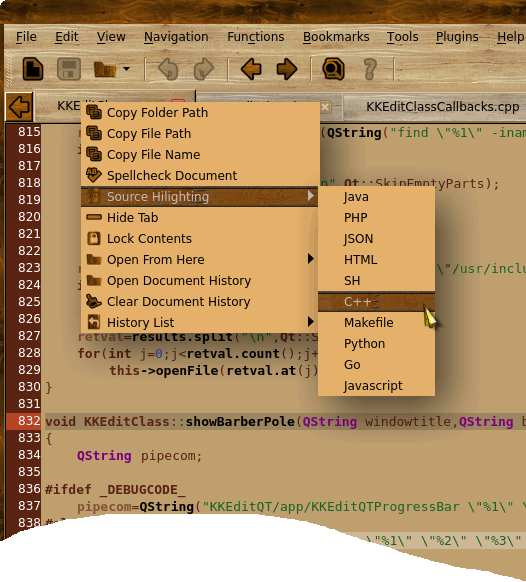 File Edit View Navigation Functions Bookmarks Tools Plugins Help
KKEditClassCallbacks.cpp
Copy Folder Path
Copy File Path
Copy File Name
Spellcheck Document
Source Hilighting
Hide Tab
Lock Contents
Open From Here
Open Document History
Clear Document History
History List
Java
PHP
JSON
HTML
SH
C++
Makefile
Python
Go
Javascript
815 (QString("find \"%1\" -inam
816
817
818 n",Qt::SkipEmptyParts);
819
820
821
822
823 \"/usr/inclu
824
825
826
827 retval=results.split("\n",Qt::S
828 for(int j=0;j<retval.count();j+
829 this->openFile(retval.at(j)
830 }
831
832 void KKEditClass::showBarberPole(QString windowtitle,QString b
833 {
834 QString pipecom;
835
836 #ifdef _DEBUGCODE_
837 pipecom=QString("KKEditQT/app/KKEditQTProgressBar \"%1\" \
838
\"%1\" \"%2\" \"%3\"